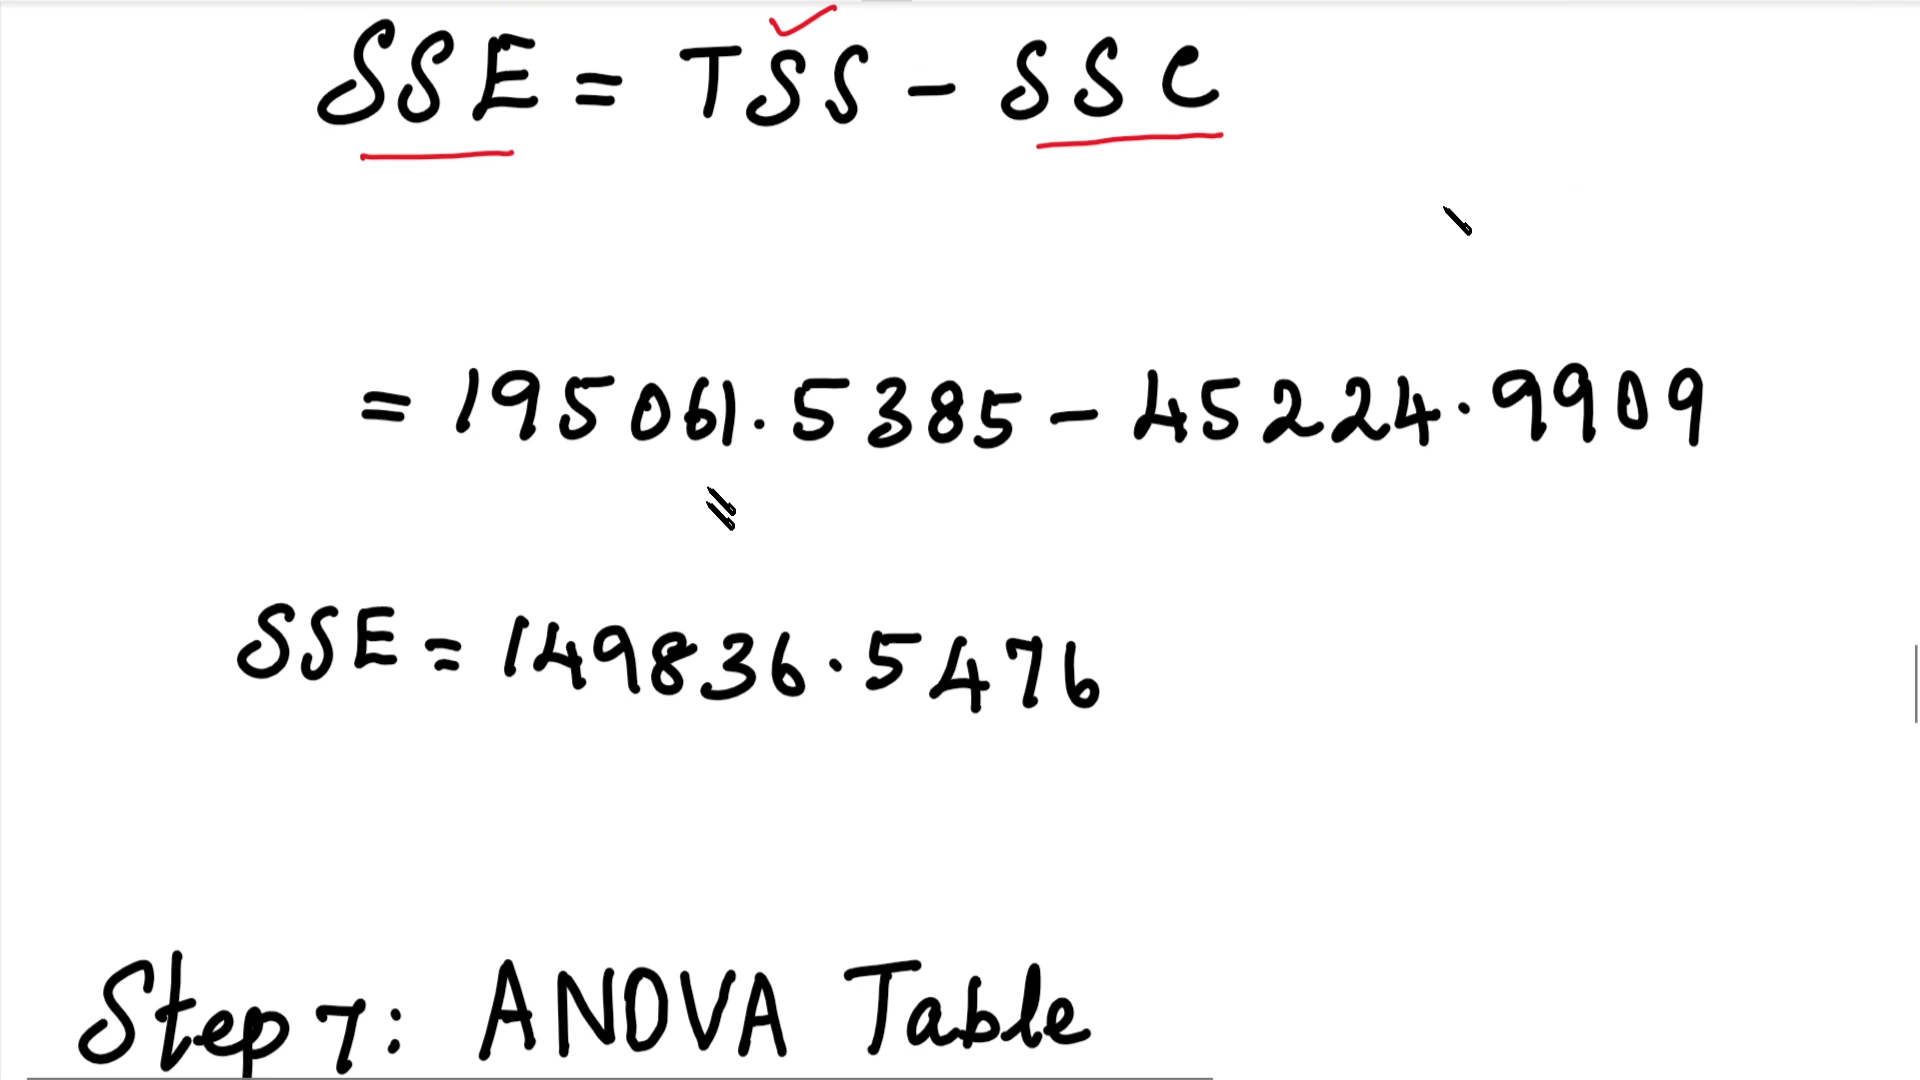 SSE = TSS - SSC
= 195061.5385 - 45224.9909
SSE = 149836.5476
Step 7: ANOVA Table